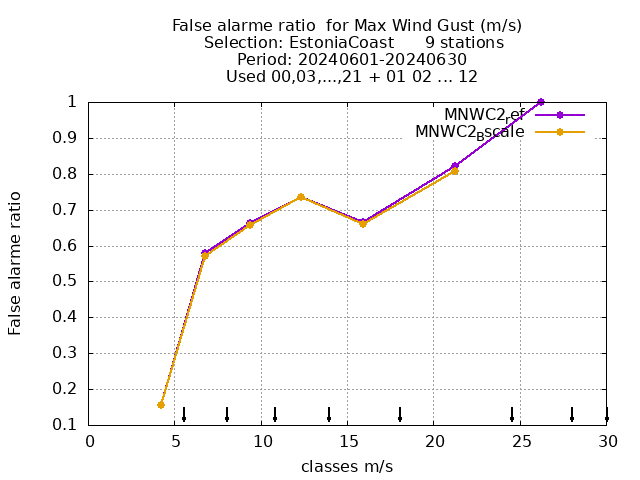 False alarme ratio  for Max Wind Gust (m/s)
Selection: EstoniaCoast      9 stations
Period: 20240601-20240630
Used 00,03,...,21 + 01 02 ... 12
MNWC2ref
MNWC2Bscale
1
0.9
0.8
0.7
0.6
0.5
0.4
0.3
0.2
0.1
False alarme ratio
0 5 10 15 20 25 30
classes m/s